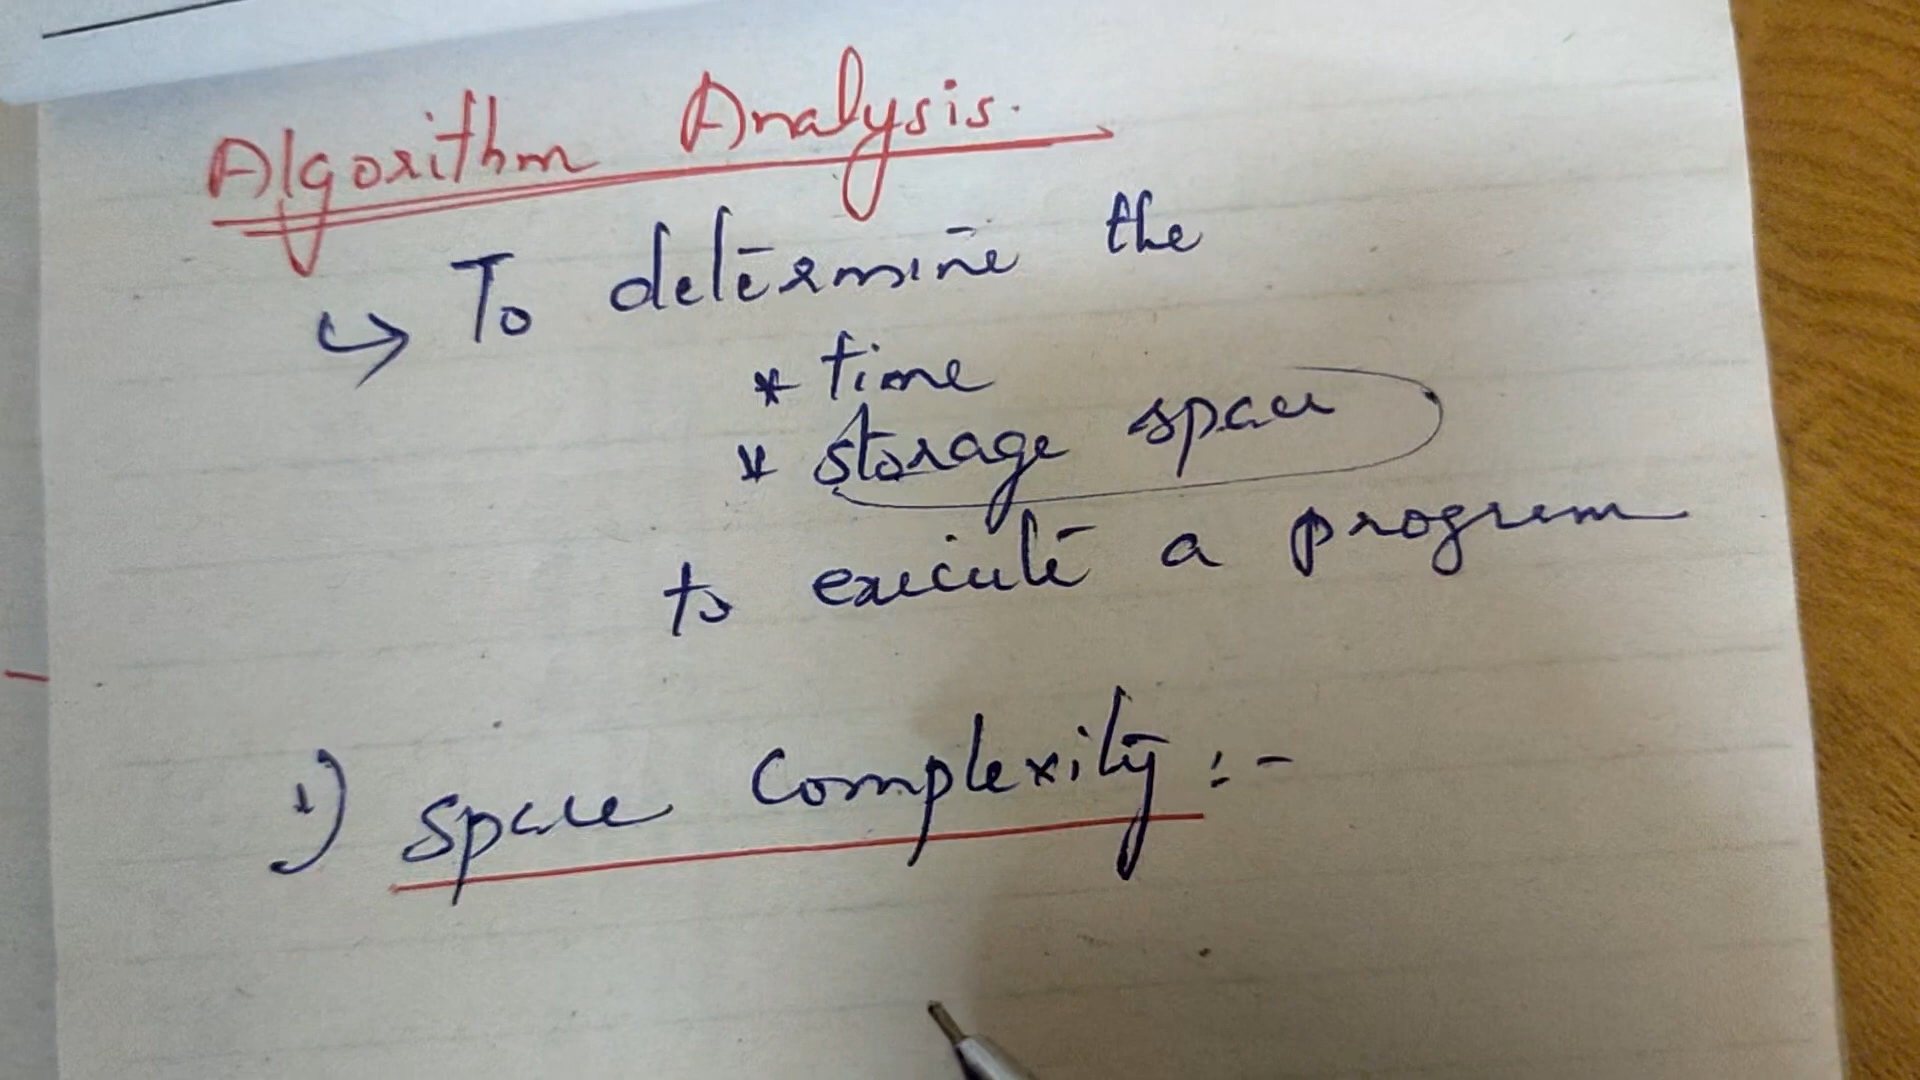 Algorithm Analysis.
↪ To determine the
* time
* storage space
to execute a program
1) space complexity :-